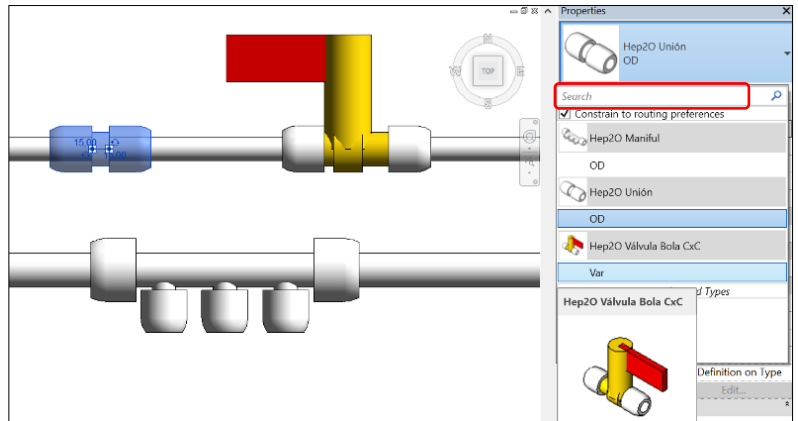 Properties
Hep2O Unión
OD
Search
Constrain to routing preferences
Hep2O Maniful
OD
Hep2O Unión
OD
Hep2O Válvula Bola CxC
Var
Types
Hep2O Válvula Bola CxC
Definition on Type
Edit...
N
W
TOP
E
S
15.00
15.00